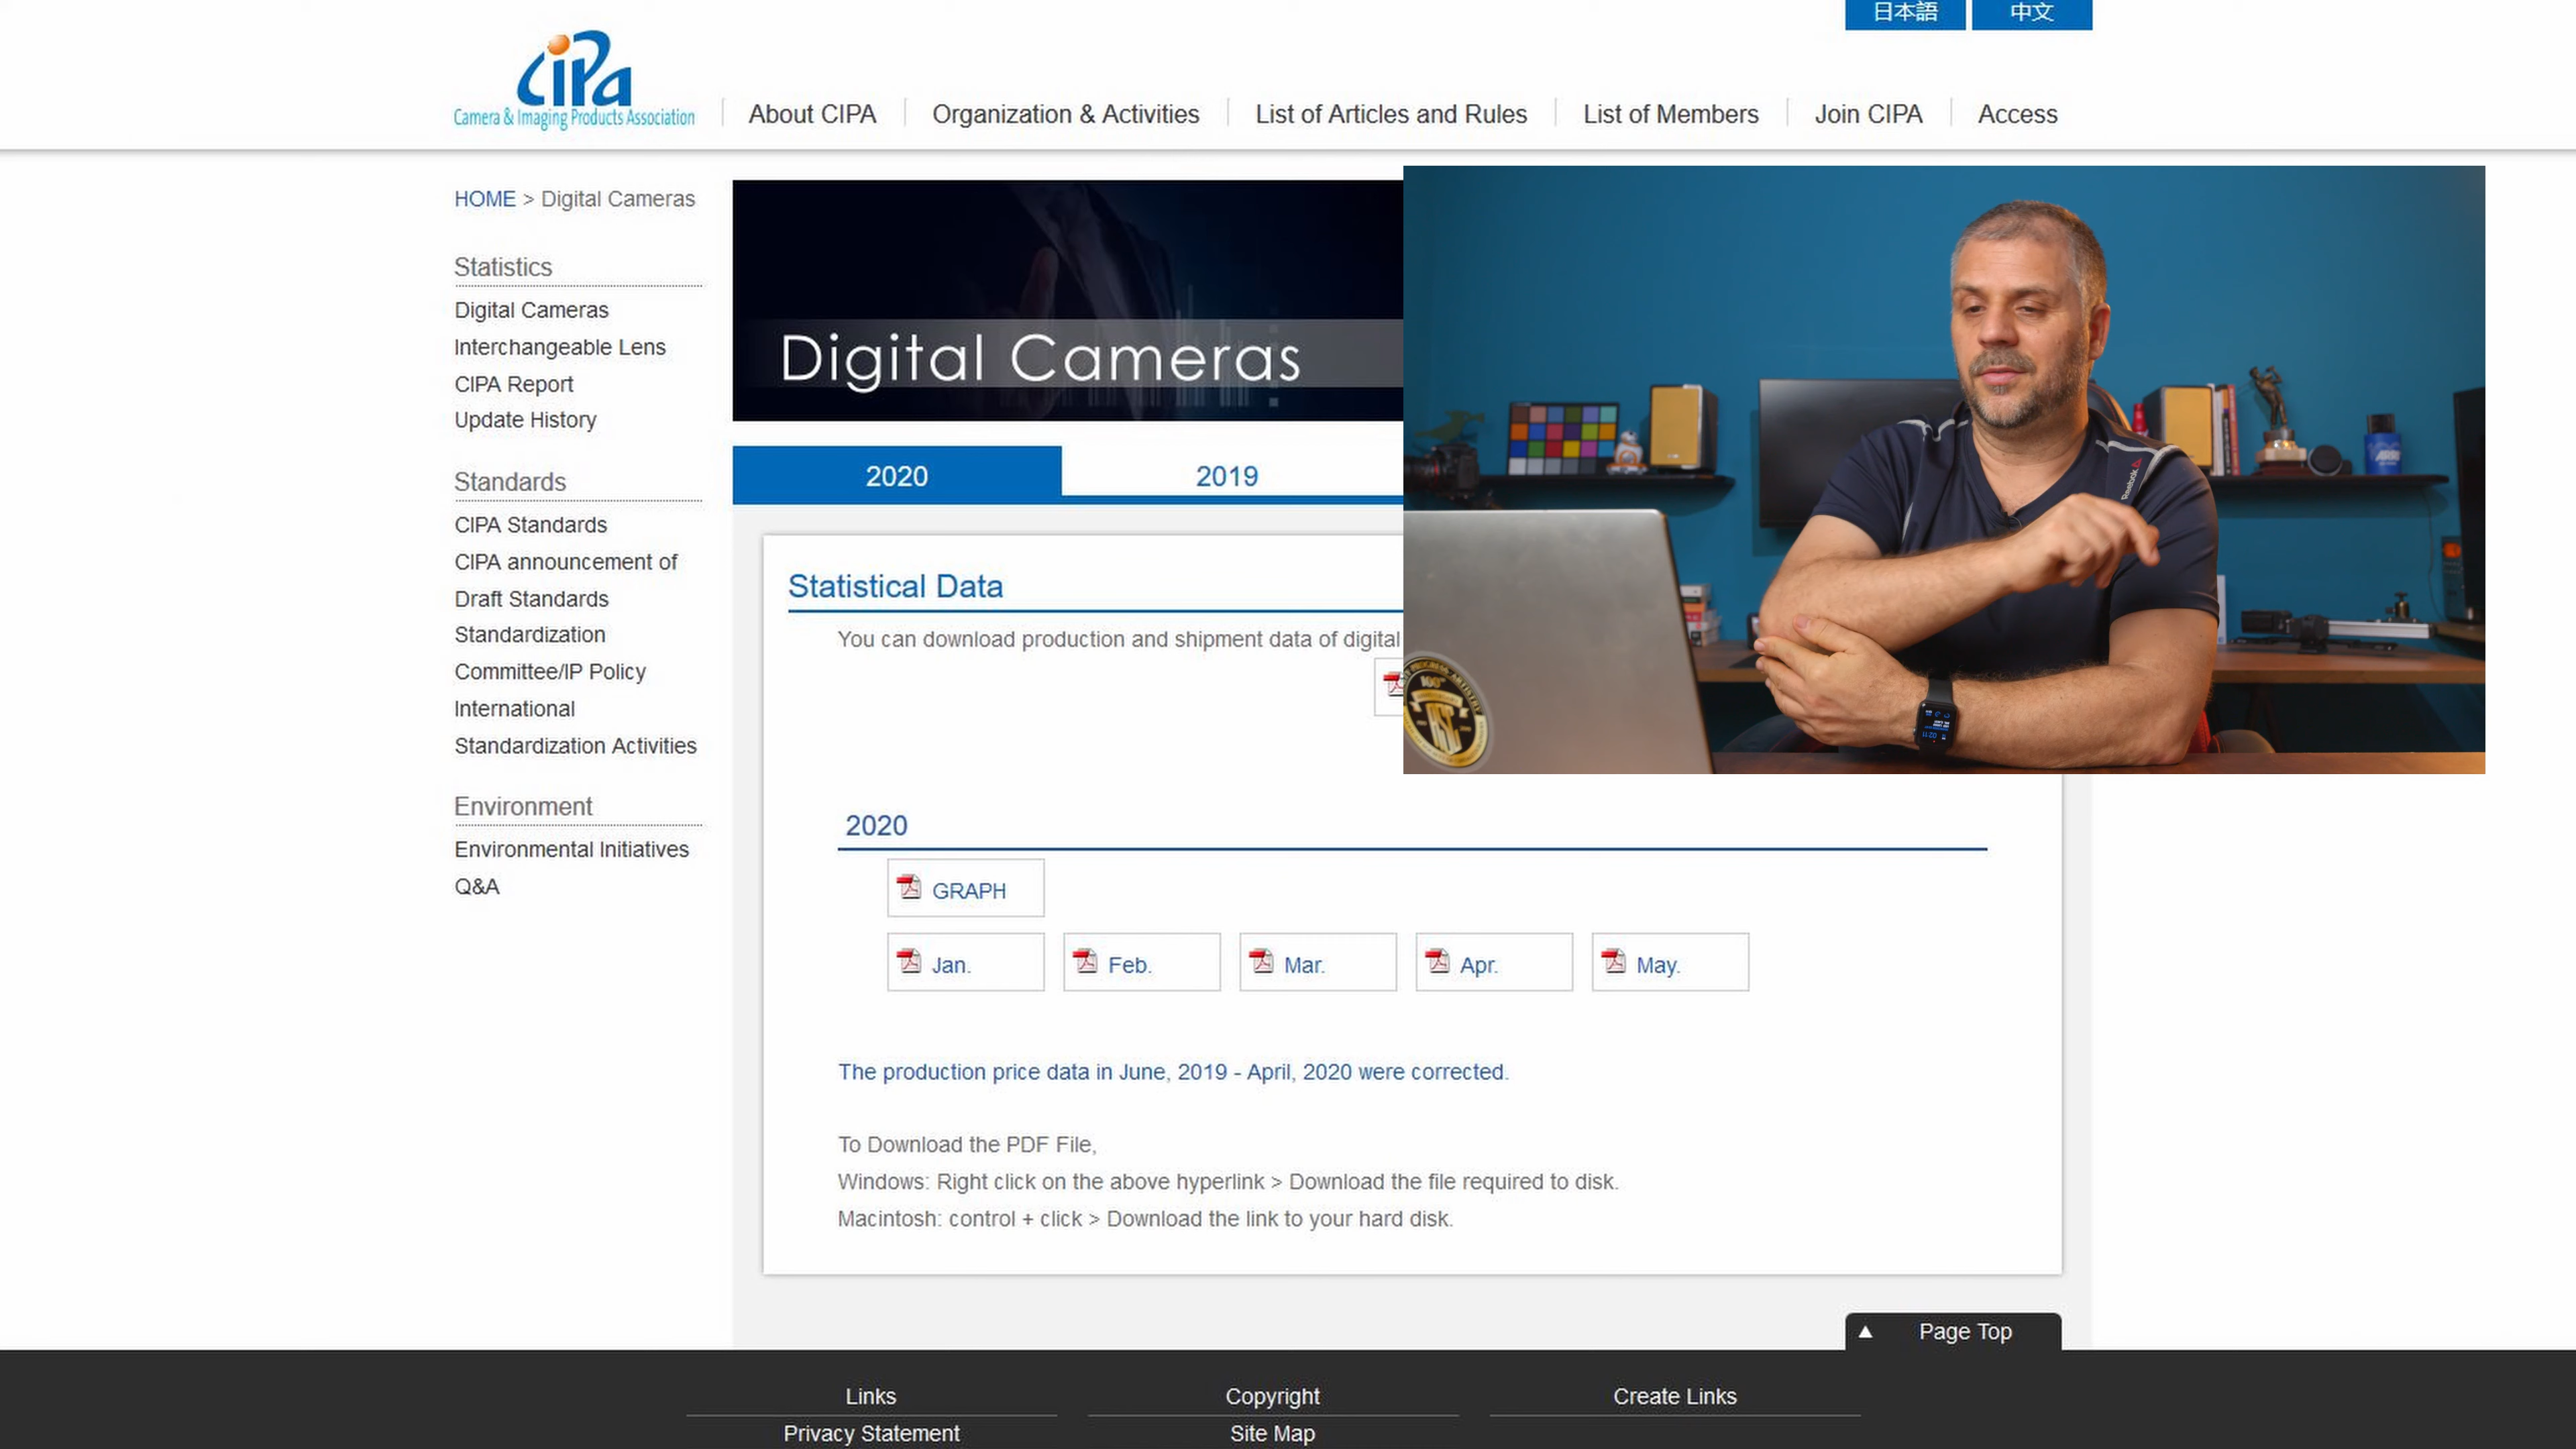 日本語
中文
cipa
Camera & Imaging Products Association
About CIPA
Organization & Activities
List of Articles and Rules
List of Members
Join CIPA
Access
HOME > Digital Cameras
Statistics
Digital Cameras
Interchangeable Lens
CIPA Report
Update History
Standards
CIPA Standards
CIPA announcement of
Draft Standards
Standardization
Committee/IP Policy
International
Standardization Activities
Environment
Environmental Initiatives
Q&A
Digital Cameras
2020
2019
Statistical Data
You can download production and shipment data of digital
Reebok
2020
GRAPH
Jan.
Feb.
Mar.
Apr.
May.
The production price data in June, 2019 - April, 2020 were corrected.
To Download the PDF File,
Windows: Right click on the above hyperlink > Download the file required to disk.
Macintosh: control + click > Download the link to your hard disk.
Page Top
Links
Copyright
Create Links
Privacy Statement
Site Map